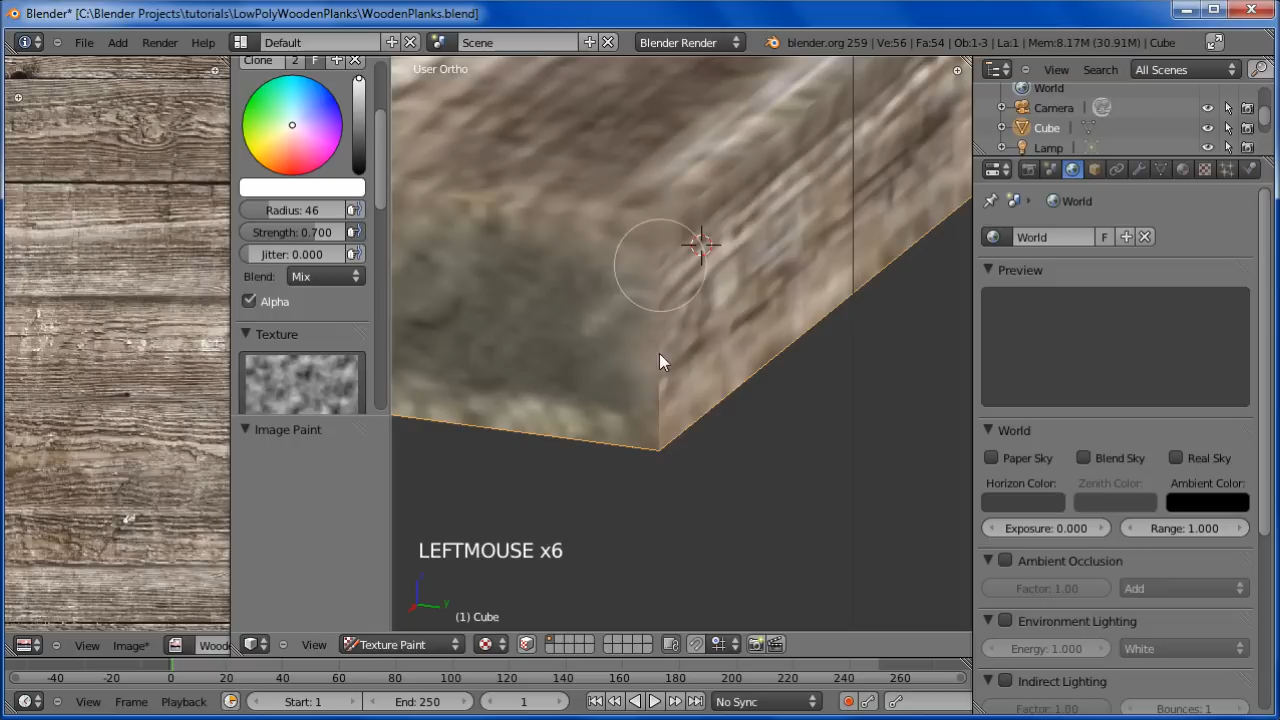 Blender* [C:\Blender Projects\tutorials\LowPolyWoodenPlanks\WoodenPlanks.blend]
File Add Render Help Default Scene Blender Render blender.org 259 | Ve:56 | Fa:54 | Ob:1-3 | La:1 | Mem:8.17M (30.91M) | Cube
Clone 2 F
User Ortho
View Search All Scenes
World
Camera
Cube
Lamp
World
Radius: 46
Strength: 0.700
Jitter: 0.000
Blend: Mix
Alpha
Texture
Image Paint
World F
Preview
World
Paper Sky Blend Sky Real Sky
Horizon Color: Zenith Color: Ambient Color:
Exposure: 0.000 Range: 1.000
Ambient Occlusion
Factor: 1.00 Add
Environment Lighting
Energy: 1.000 White
Indirect Lighting
Factor: 1.00 Bounces: 1
LEFTMOUSE x6
y
(1) Cube
View Image* Woode
View Texture Paint
-40 -20 0 20 40 60 80 100 120 140 160 180 200 220 240 260
View Frame Playback Start: 1 End: 250 1 No Sync